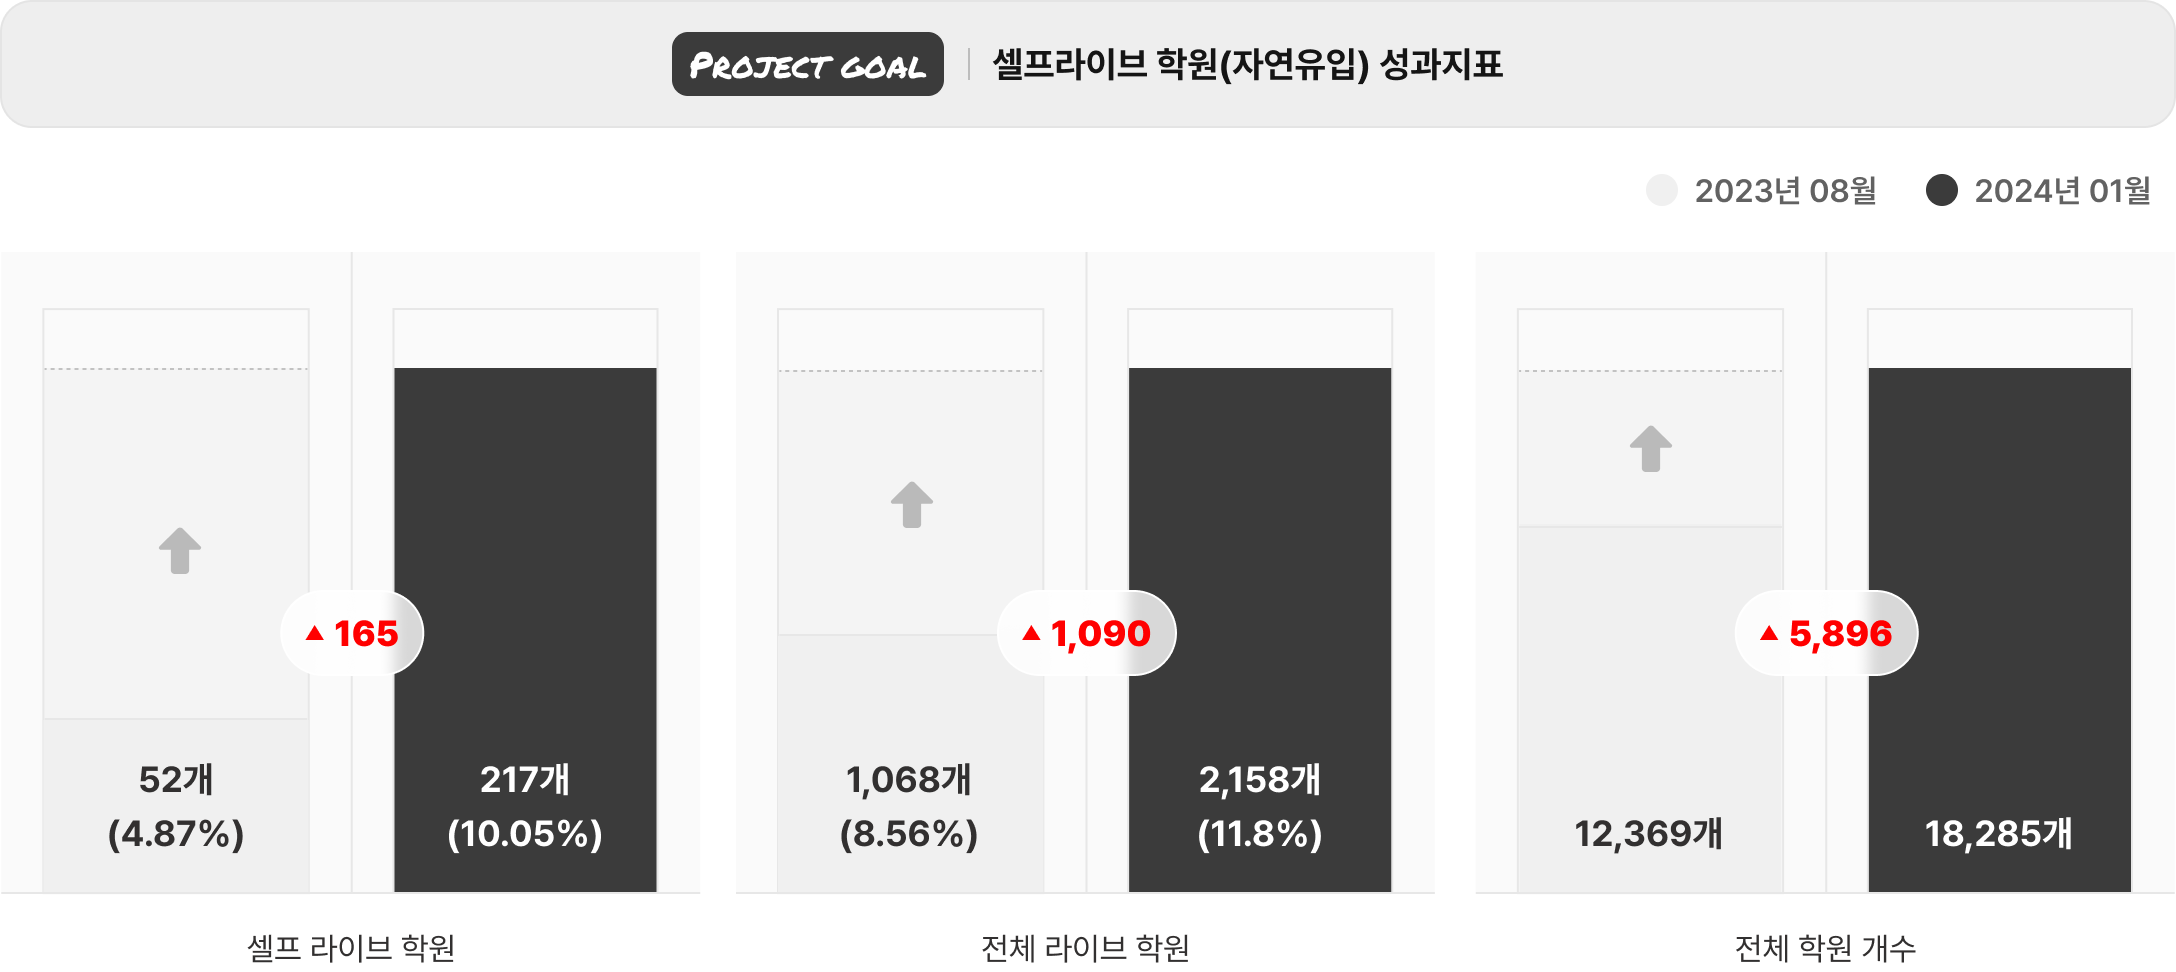 PROJECT GOAL 셀프라이브 학원(자연유입) 성과지표
2023년 08월 2024년 01월
▲ 165
52개
(4.87%)
217개
(10.05%)
셀프 라이브 학원
▲ 1,090
1,068개
(8.56%)
2,158개
(11.8%)
전체 라이브 학원
▲ 5,896
12,369개
18,285개
전체 학원 개수